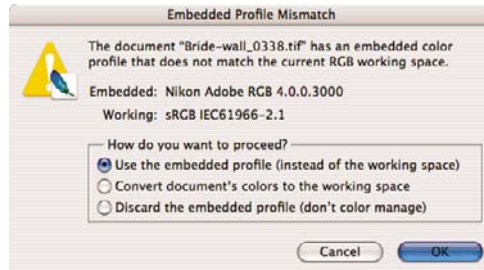 Embedded Profile Mismatch
The document "Bride-wall_0338.tif" has an embedded color
profile that does not match the current RGB working space.
Embedded: Nikon Adobe RGB 4.0.0.3000
Working: sRGB IEC61966-2.1
How do you want to proceed?
Use the embedded profile (instead of the working space)
Convert document's colors to the working space
Discard the embedded profile (don't color manage)
Cancel OK